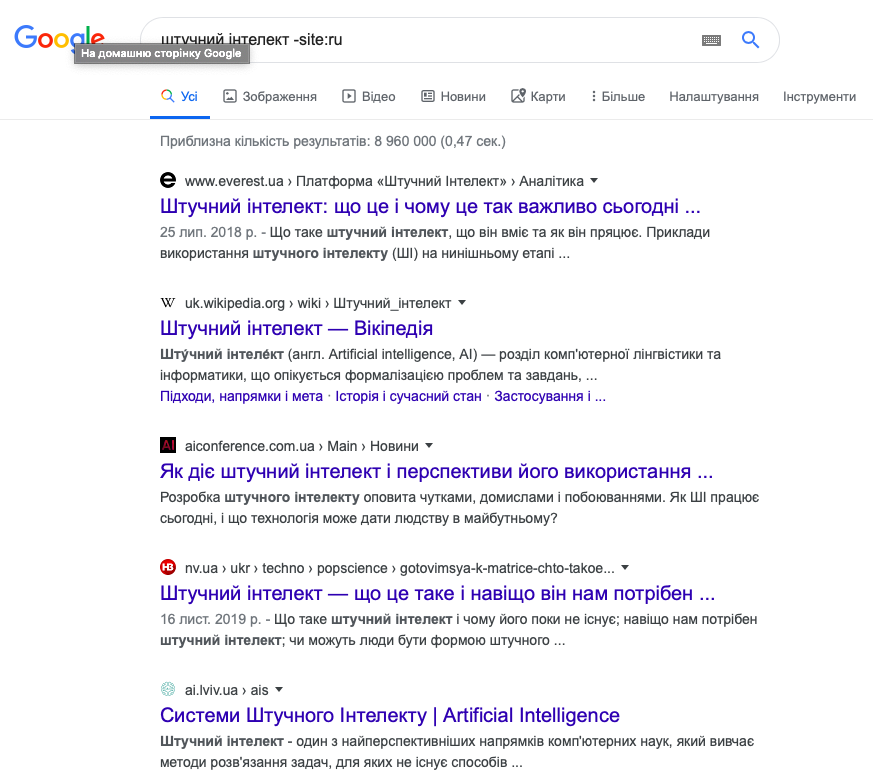 Google
штучний інтелект -site:ru
На домашню сторінку Google
Усі Зображення Відео Новини Карти Більше Налаштування Інструменти
Приблизна кількість результатів: 8 960 000 (0,47 сек.)
www.everest.ua › Платформа «Штучний Інтелект» › Аналітика
Штучний інтелект: що це і чому це так важливо сьогодні ...
25 лип. 2018 р. - Що таке штучний інтелект, що він вміє та як він пряцює. Приклади
використання штучного інтелекту (ШІ) на нинішньому етапі ...
W uk.wikipedia.org › wiki › Штучний_інтелект
Штучний інтелект — Вікіпедія
Шту́чний інтеле́кт (англ. Artificial intelligence, AI) — розділ комп'ютерної лінгвістики та
інформатики, що опікується формалізацією проблем та завдань, ...
Підходи, напрямки і мета · Історія і сучасний стан · Застосування і ...
AI aiconference.com.ua › Main › Новини
Як діє штучний інтелект і перспективи його використання ...
Розробка штучного інтелекту оповита чутками, домислами і побоюваннями. Як ШІ працює
сьогодні, і що технологія може дати людству в майбутньому?
НВ nv.ua › ukr › techno › popscience › gotovimsya-k-matrice-chto-takoe...
Штучний інтелект — що це таке і навіщо він нам потрібен ...
16 лист. 2019 р. - Що таке штучний інтелект і чому його поки не існує; навіщо нам потрібен
штучний інтелект; чи можуть люди бути формою штучного ...
ai.lviv.ua › ais
Системи Штучного Інтелекту | Artificial Intelligence
Штучний інтелект - один з найперспективніших напрямків комп'ютерних наук, який вивчає
методи розв'язання задач, для яких не існує способів ...